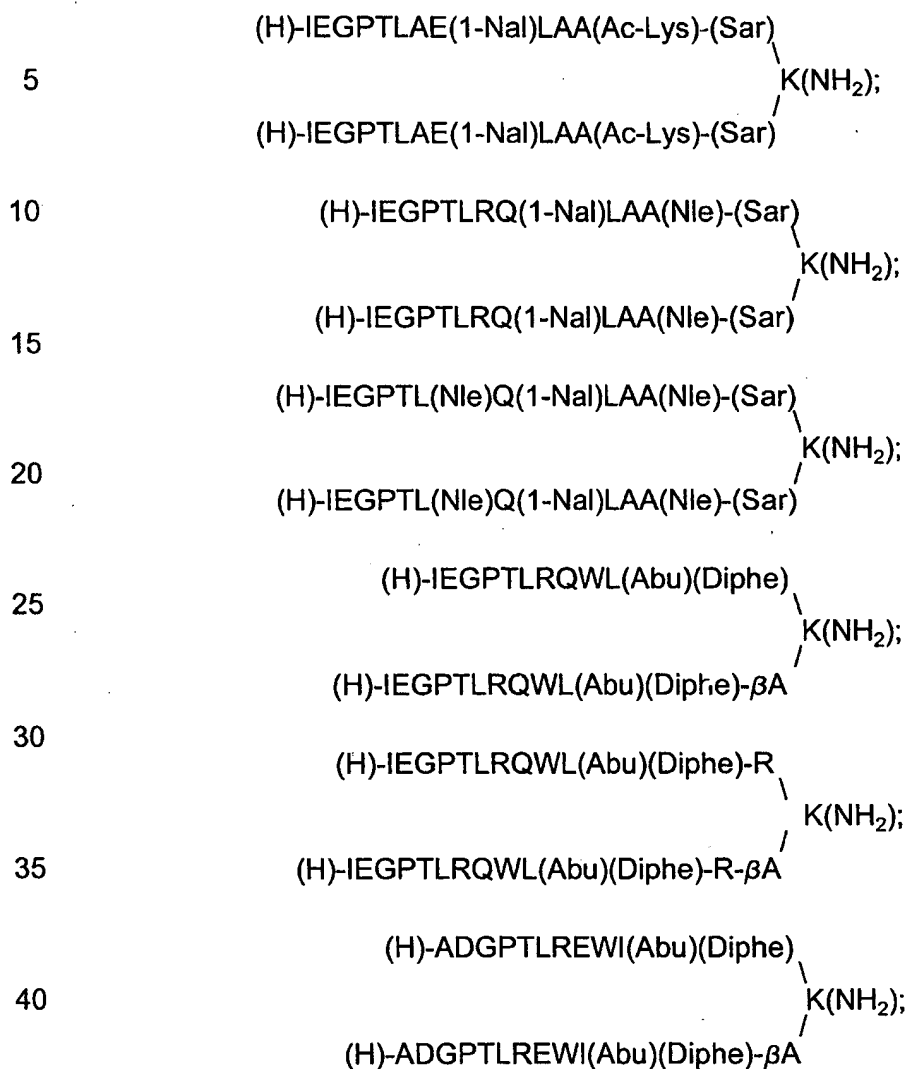 (H)-IEGPTLAE(1-Nal)LAA(Ac-Lys)-(Sar)
5 K(NH₂);
(H)-IEGPTLAE(1-Nal)LAA(Ac-Lys)-(Sar)
10 (H)-IEGPTLRQ(1-Nal)LAA(Nle)-(Sar)
K(NH₂);
(H)-IEGPTLRQ(1-Nal)LAA(Nle)-(Sar)
15
(H)-IEGPTL(Nle)Q(1-Nal)LAA(Nle)-(Sar)
K(NH₂);
20
(H)-IEGPTL(Nle)Q(1-Nal)LAA(Nle)-(Sar)
(H)-IEGPTLRQWL(Abu)(Diphe)
25
K(NH₂);
(H)-IEGPTLRQWL(Abu)(Diphe)-βA
30
(H)-IEGPTLRQWL(Abu)(Diphe)-R
K(NH₂);
35 (H)-IEGPTLRQWL(Abu)(Diphe)-R-βA
(H)-ADGPTLREWI(Abu)(Diphe)
40 K(NH₂);
(H)-ADGPTLREWI(Abu)(Diphe)-βA